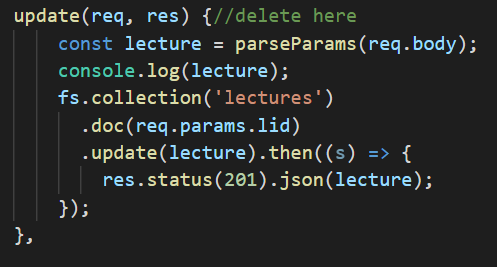 update(req, res) {//delete here
const lecture = parseParams(req.body);
console.log(lecture);
fs.collection('lectures')
.doc(req.params.lid)
.update(lecture).then((s) => {
res.status(201).json(lecture);
});
},